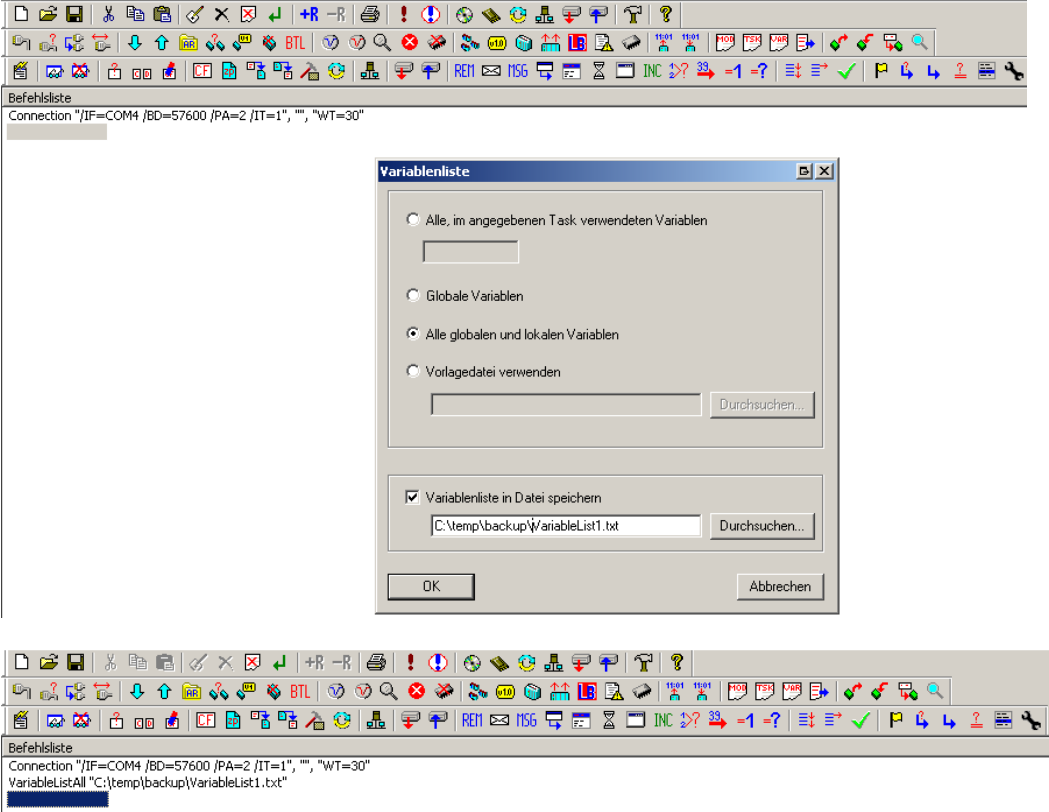 +R -R
BTL
REM MSG INC =1 =?
Befehlsliste
Connection "/IF=COM4 /BD=57600 /PA=2 /IT=1", "", "WT=30"
Variablenliste
Alle, im angegebenen Task verwendeten Variablen
Globale Variablen
Alle globalen und lokalen Variablen
Vorlagedatei verwenden
Durchsuchen...
Variablenliste in Datei speichern
C:\temp\backup\VariableList1.txt
Durchsuchen...
OK
Abbrechen
+R -R
BTL
REM MSG INC =1 =?
Befehlsliste
Connection "/IF=COM4 /BD=57600 /PA=2 /IT=1", "", "WT=30"
VariableListAll "C:\temp\backup\VariableList1.txt"